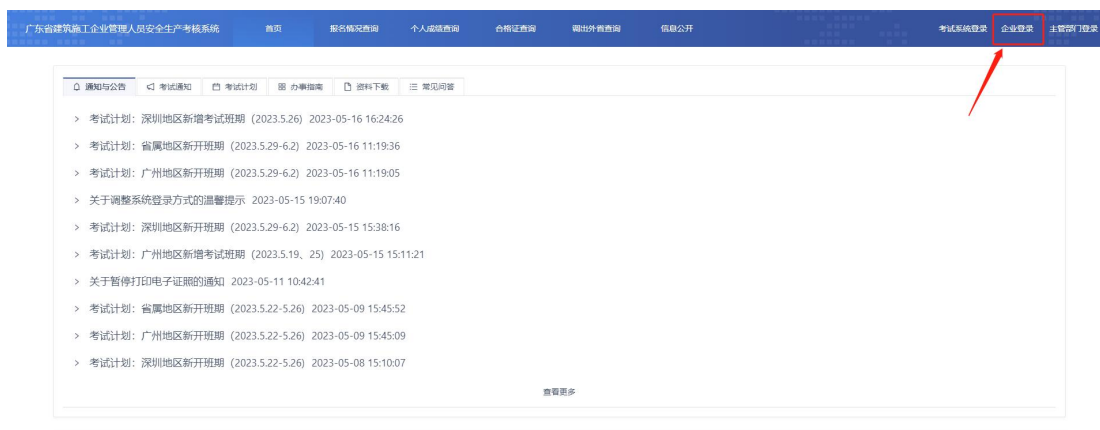 广东省建筑施工企业管理人员安全生产考核系统 首页 报名情况查询 个人成绩查询 合格证查询 调出外省查询 信息公开 考试系统登录 企业登录 主管部门登录
通知与公告 考试通知 考试计划 办事指南 资料下载 常见问答
> 考试计划：深圳地区新增考试班期（2023.5.26） 2023-05-16 16:24:26
> 考试计划：省属地区新开班期（2023.5.29-6.2） 2023-05-16 11:19:36
> 考试计划：广州地区新开班期（2023.5.29-6.2） 2023-05-16 11:19:05
> 关于调整系统登录方式的温馨提示 2023-05-15 19:07:40
> 考试计划：深圳地区新开班期（2023.5.29-6.2） 2023-05-15 15:38:16
> 考试计划：广州地区新增考试班期（2023.5.19、25） 2023-05-15 15:11:21
> 关于暂停打印电子证照的通知 2023-05-11 10:42:41
> 考试计划：省属地区新开班期（2023.5.22-5.26） 2023-05-09 15:45:52
> 考试计划：广州地区新开班期（2023.5.22-5.26） 2023-05-09 15:45:09
> 考试计划：深圳地区新开班期（2023.5.22-5.26） 2023-05-08 15:10:07
查看更多